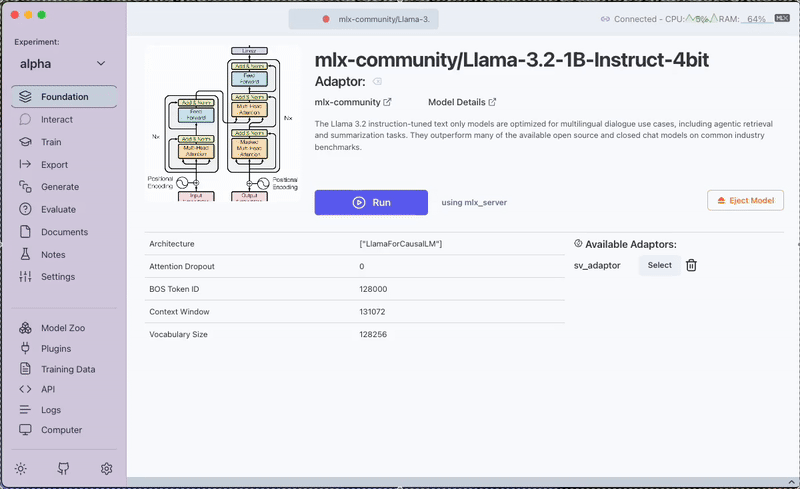 mlx-community/Llama-3.
Connected - CPU: 5% RAM: 64% MLX
Experiment:
alpha
Foundation
Interact
Train
Export
Generate
Evaluate
Documents
Notes
Settings
Model Zoo
Plugins
Training Data
API
Logs
Computer
Linear
Add & Norm
Feed
Forward
Add & Norm
Multi-Head
Attention
Add & Norm
Masked
Multi-Head
Attention
Add & Norm
Feed
Forward
Add & Norm
Multi-Head
Attention
Nx
Nx
Positional
Encoding
Positional
Encoding
Input
Output
mlx-community/Llama-3.2-1B-Instruct-4bit
Adaptor:
mlx-community
Model Details
The Llama 3.2 instruction-tuned text only models are optimized for multilingual dialogue use cases, including agentic retrieval
and summarization tasks. They outperform many of the available open source and closed chat models on common industry
benchmarks.
Run
using mlx_server
Eject Model
Architecture ["LlamaForCausalLM"]
Attention Dropout 0
BOS Token ID 128000
Context Window 131072
Vocabulary Size 128256
Available Adaptors:
sv_adaptor Select